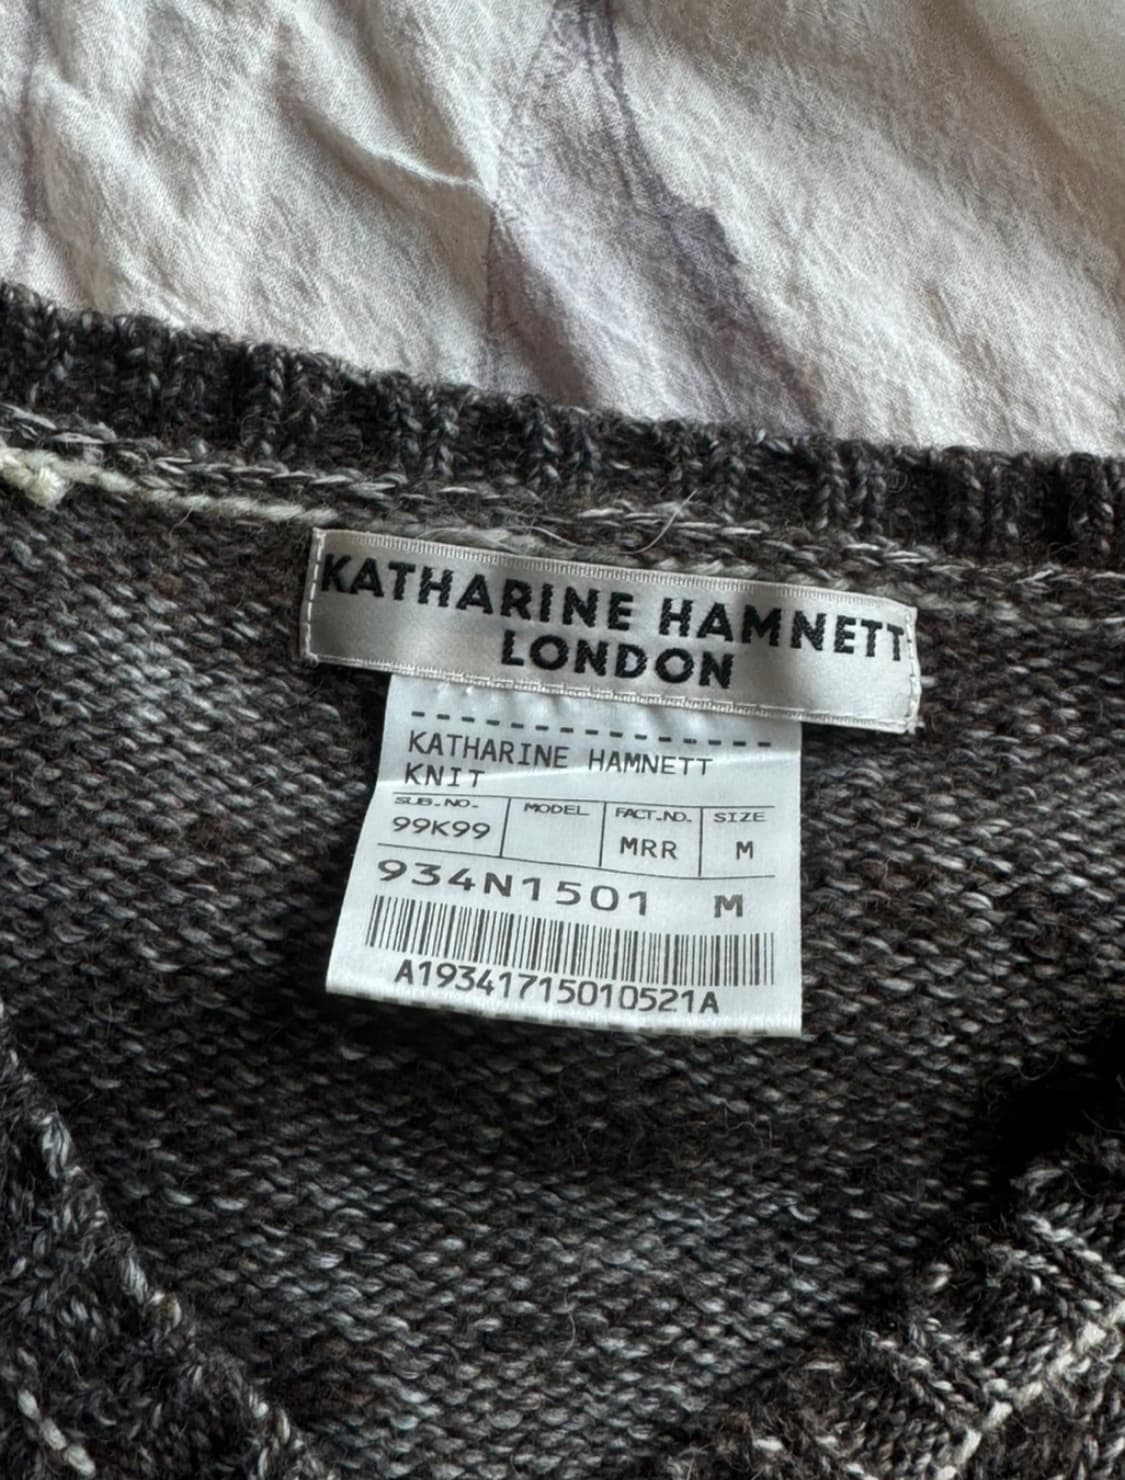 KATHARINE HAMNETT
LONDON
KATHARINE HAMNETT
KNIT
SUB.NO. MODEL FACT.NO. SIZE
99K99 MRR M
934N1501 M
A19341715010521A